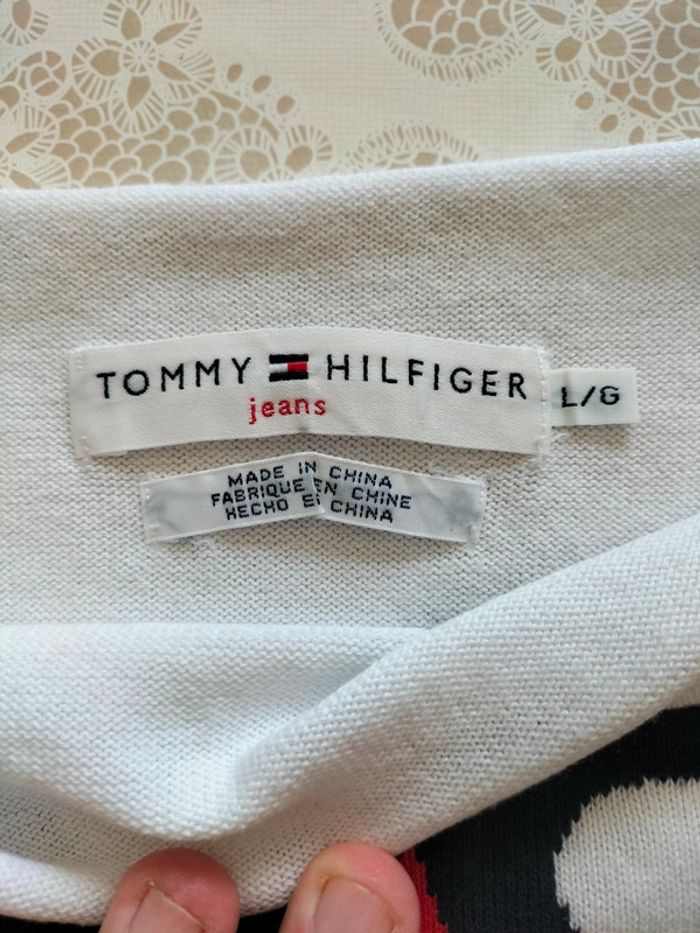 TOMMY HILFIGER
jeans
L/G
MADE IN CHINA
FABRIQUE EN CHINE
HECHO EN CHINA